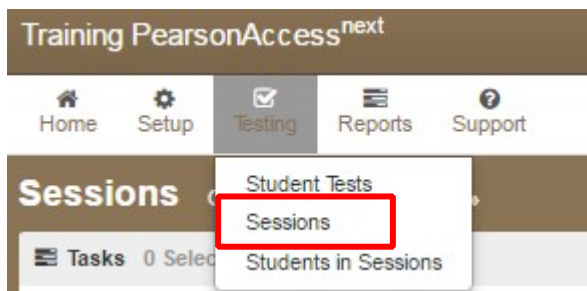 Training PearsonAccessnext
Home Setup Testing Reports Support
Sessions
Student Tests
Sessions
Students in Sessions
Tasks 0 Selec